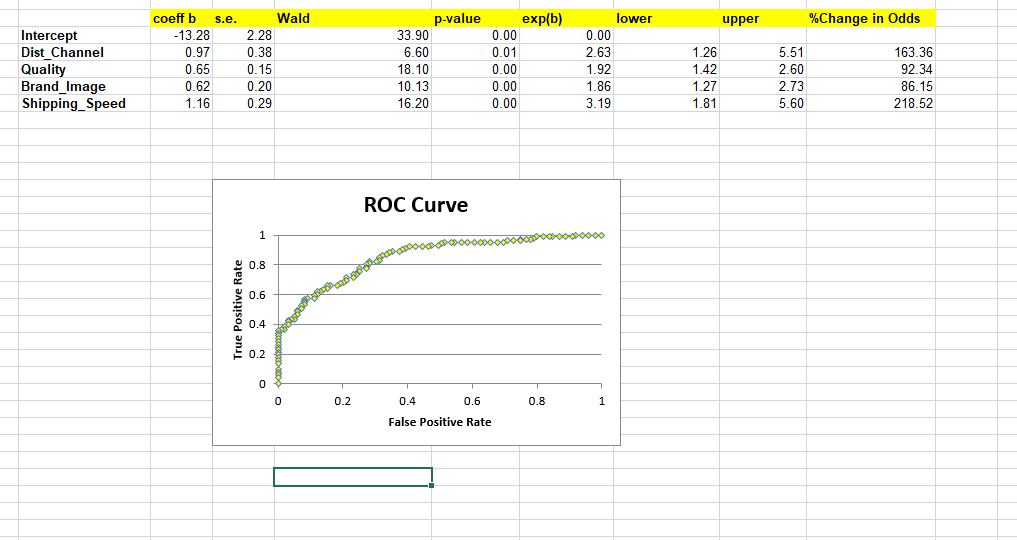 coeff b s.e. Wald p-value exp(b) lower upper %Change in Odds
Intercept -13.28 2.28 33.90 0.00 0.00
Dist_Channel 0.97 0.38 6.60 0.01 2.63 1.26 5.51 163.36
Quality 0.65 0.15 18.10 0.00 1.92 1.42 2.60 92.34
Brand_Image 0.62 0.20 10.13 0.00 1.86 1.27 2.73 86.15
Shipping_Speed 1.16 0.29 16.20 0.00 3.19 1.81 5.60 218.52
ROC Curve
True Positive Rate
1
0.8
0.6
0.4
0.2
0
0 0.2 0.4 0.6 0.8 1
False Positive Rate